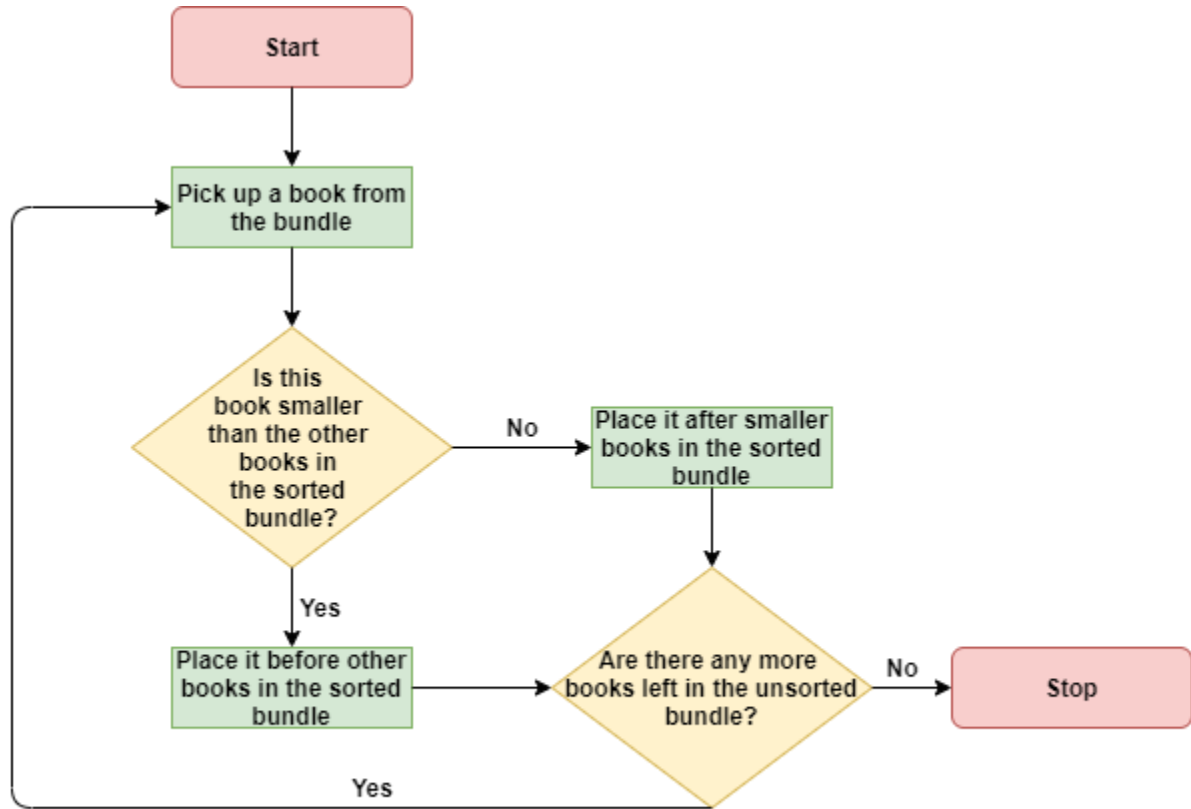 Start
Pick up a book from
the bundle
Is this
book smaller
than the other
books in
the sorted
bundle?
No
Place it after smaller
books in the sorted
bundle
Yes
Place it before other
books in the sorted
bundle
Are there any more
books left in the unsorted
bundle?
No
Stop
Yes